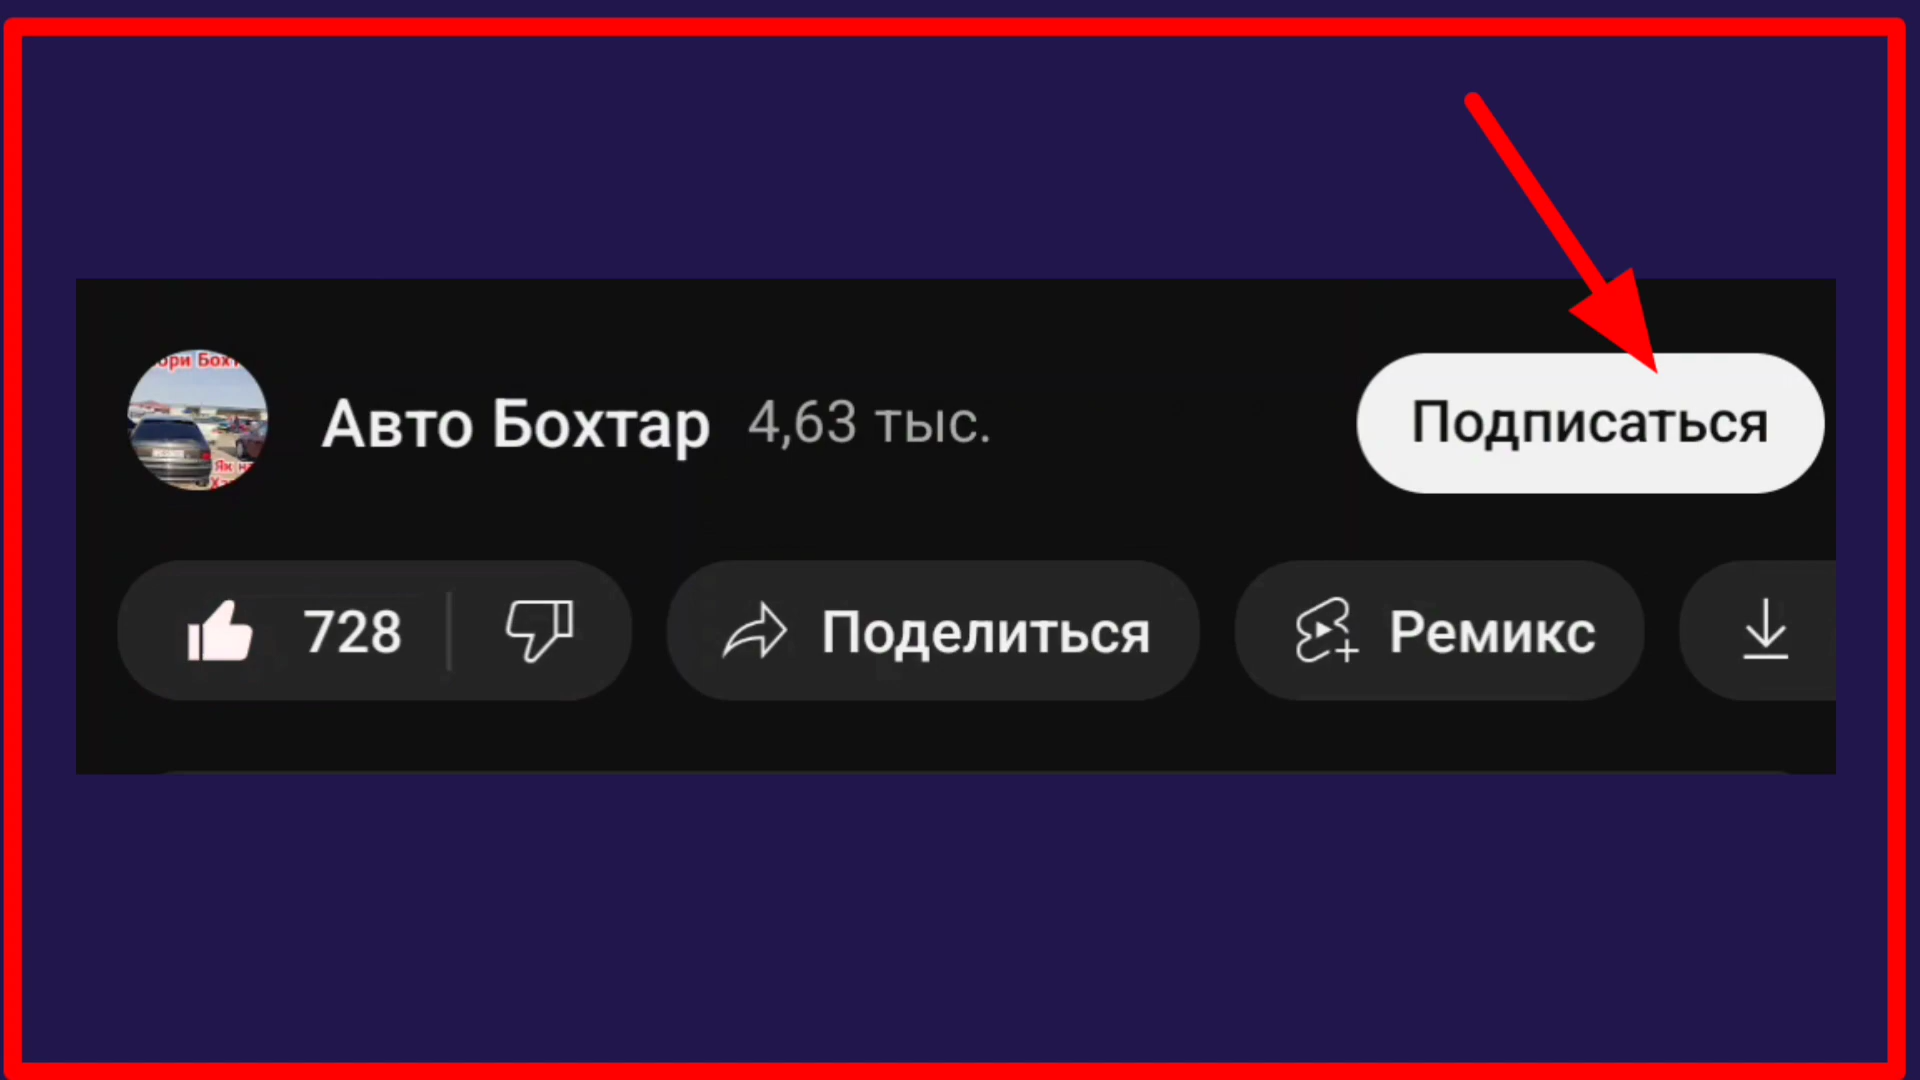 Авто Бохтар 4,63 тыс. Подписаться
728 Поделиться Ремикс